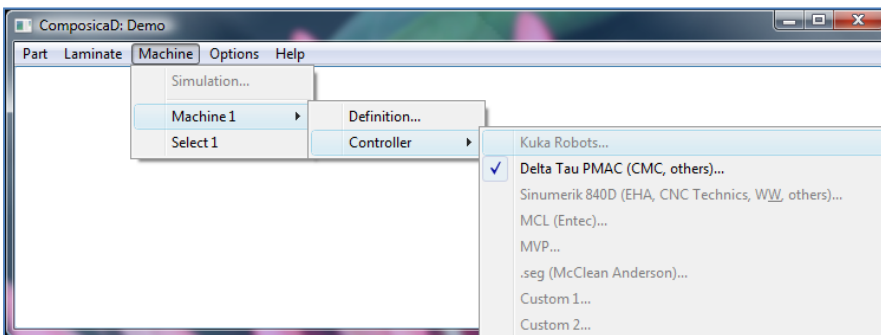 ComposicaD: Demo
Part Laminate Machine Options Help
Simulation...
Machine 1
Select 1
Definition...
Controller
Kuka Robots...
Delta Tau PMAC (CMC, others)...
Sinumerik 840D (EHA, CNC Technics, WW, others)...
MCL (Entec)...
MVP...
.seg (McClean Anderson)...
Custom 1...
Custom 2...